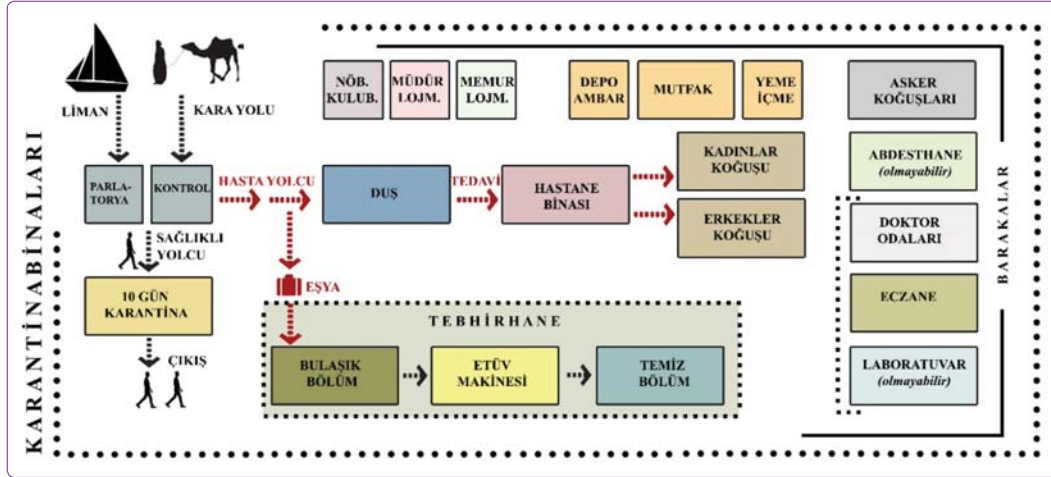 KARANTİNA BİNALARI
LİMAN
KARA YOLU
NÖB.
KULUB.
MÜDÜR
LOJM.
MEMUR
LOJM.
DEPO
AMBAR
MUTFAK
YEME
İÇME
ASKER
KOĞUŞLARI
PARLA-
TORYA
KONTROL
HASTA YOLCU
DUŞ
TEDAVİ
HASTANE
BİNASI
KADINLAR
KOĞUŞU
ERKEKLER
KOĞUŞU
ABDESTHANE
(olmayabilir)
DOKTOR
ODALARI
ECZANE
LABORATUVAR
(olmayabilir)
BARAKALAR
SAĞLIKLI
YOLCU
10 GÜN
KARANTİNA
ÇIKIŞ
EŞYA
TEBHİRHANE
BULAŞIK
BÖLÜM
ETÜV
MAKİNESİ
TEMİZ
BÖLÜM